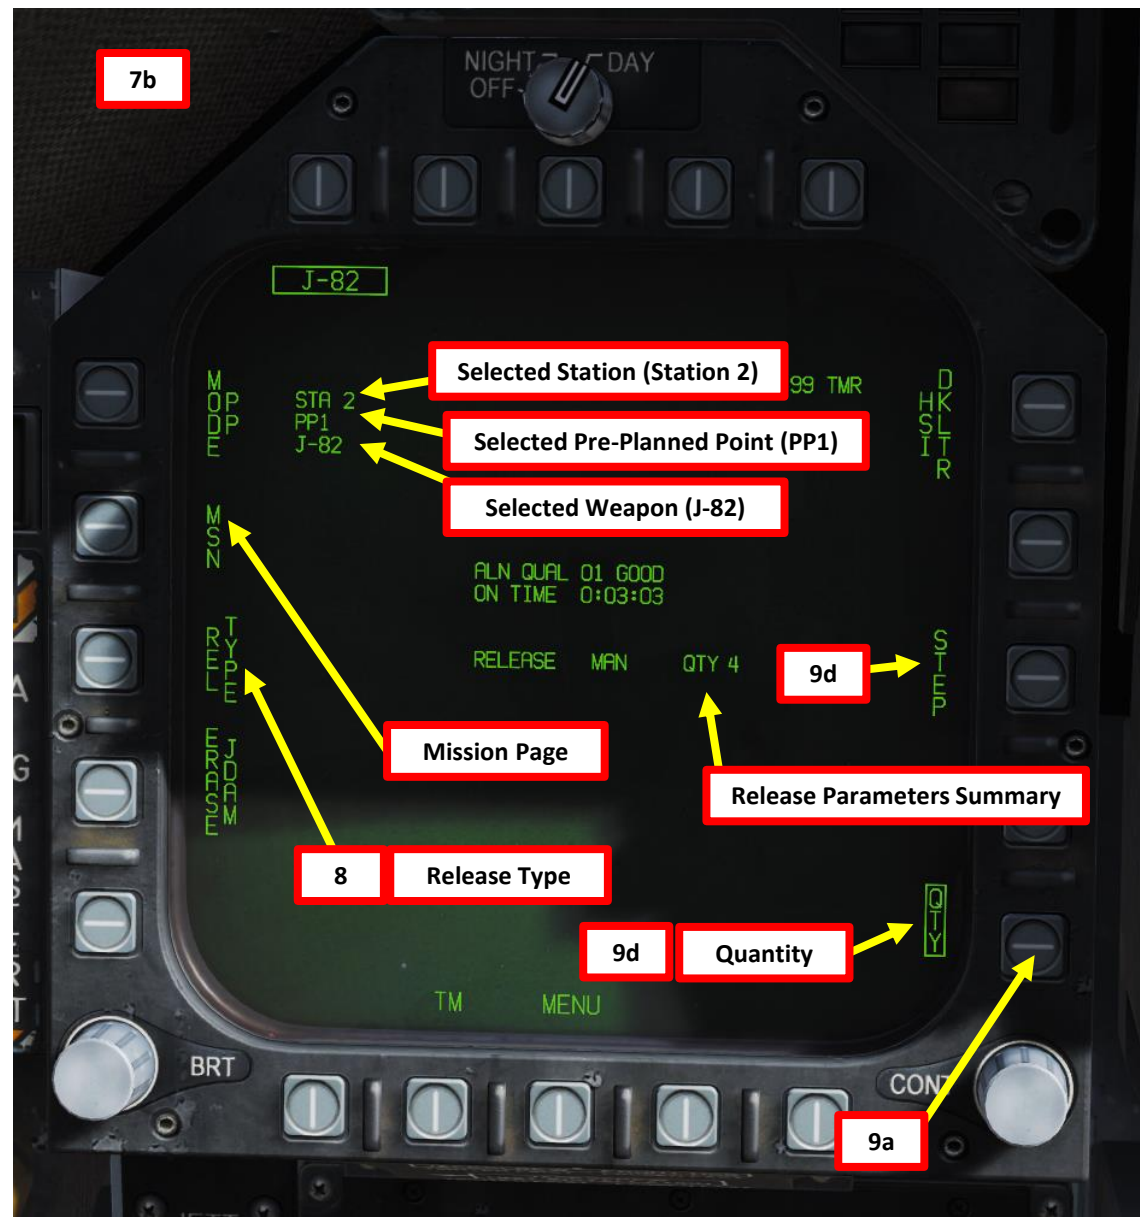 7b
NIGHT DAY
OFF
J-82
Selected Station (Station 2)
99 TMR
MODE
PP
STA 2
PP1
J-82
Selected Pre-Planned Point (PP1)
HSI
DKLTR
Selected Weapon (J-82)
MSN
ALN QUAL 01 GOOD
ON TIME 0:03:03
REL
TYPE
RELEASE MAN QTY 4
9d
STEP
Mission Page
Release Parameters Summary
ERASE
JDAM
8 Release Type
9d Quantity
QTY
TM MENU
BRT
CONT
9a